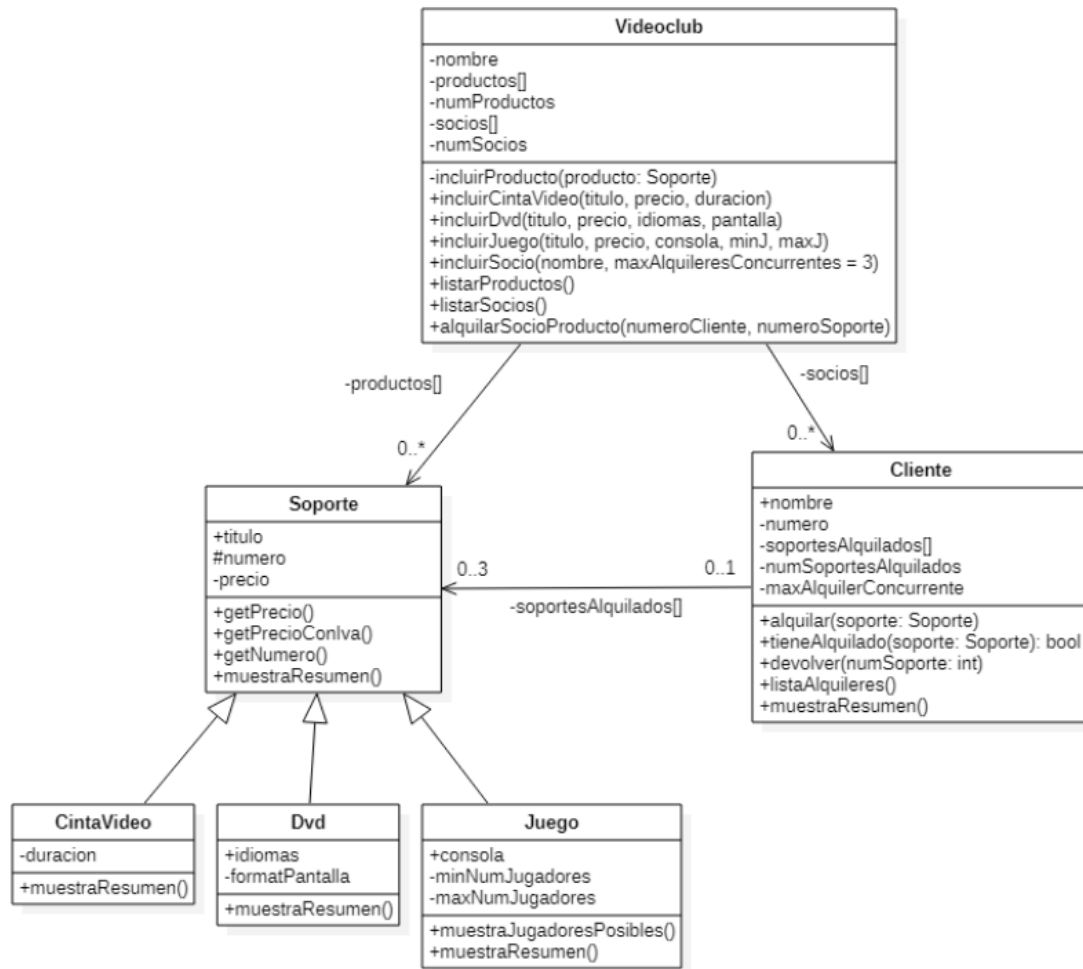 Videoclub
-nombre
-productos[]
-numProductos
-socios[]
-numSocios
-incluirProducto(producto: Soporte)
+incluirCintaVideo(titulo, precio, duracion)
+incluirDvd(titulo, precio, idiomas, pantalla)
+incluirJuego(titulo, precio, consola, minJ, maxJ)
+incluirSocio(nombre, maxAlquileresConcurrentes = 3)
+listarProductos()
+listarSocios()
+alquilarSocioProducto(numeroCliente, numeroSoporte)
-productos[]
-socios[]
0..*
0..*
Soporte
+titulo
#numero
-precio
+getPrecio()
+getPrecioConIva()
+getNumero()
+muestraResumen()
0..3
0..1
-soportesAlquilados[]
Cliente
+nombre
-numero
-soportesAlquilados[]
-numSoportesAlquilados
-maxAlquilerConcurrente
+alquilar(soporte: Soporte)
+tieneAlquilado(soporte: Soporte): bool
+devolver(numSoporte: int)
+listaAlquileres()
+muestraResumen()
CintaVideo
-duracion
+muestraResumen()
Dvd
+idiomas
-formatPantalla
+muestraResumen()
Juego
+consola
-minNumJugadores
-maxNumJugadores
+muestraJugadoresPosibles()
+muestraResumen()